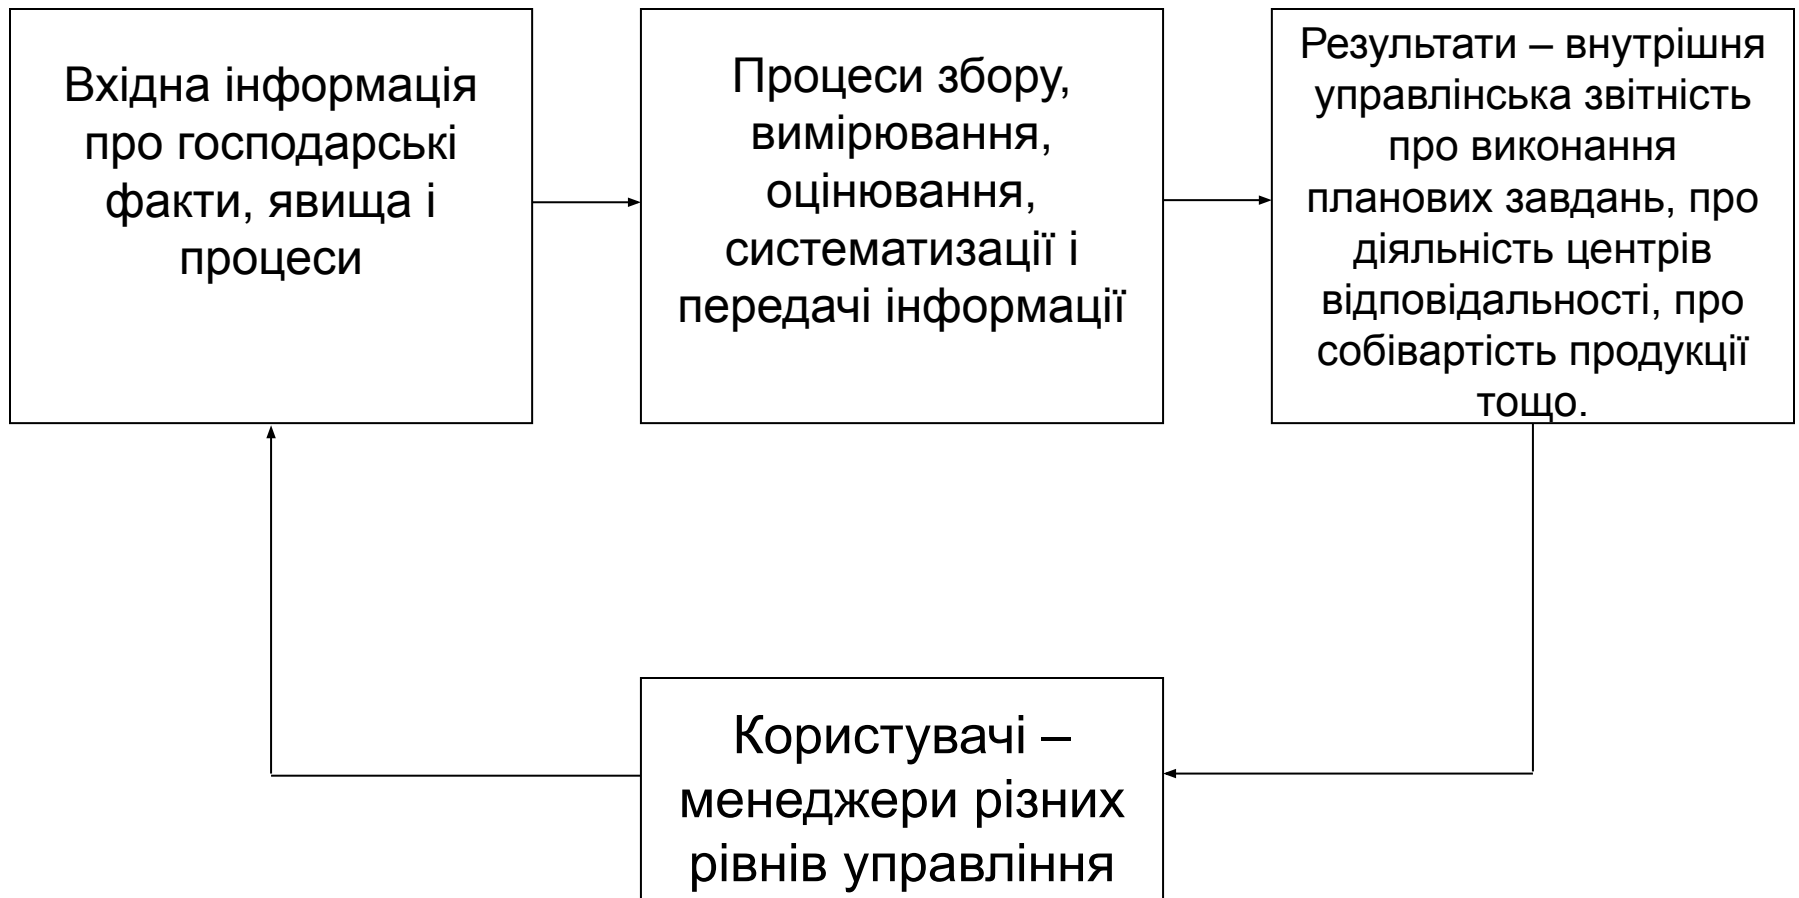 Вхідна інформація
про господарські
факти, явища і
процеси
Процеси збору,
вимірювання,
оцінювання,
систематизації і
передачі інформації
Результати – внутрішня
управлінська звітність
про виконання
планових завдань, про
діяльність центрів
відповідальності, про
собівартість продукції
тощо.
Користувачі –
менеджери різних
рівнів управління